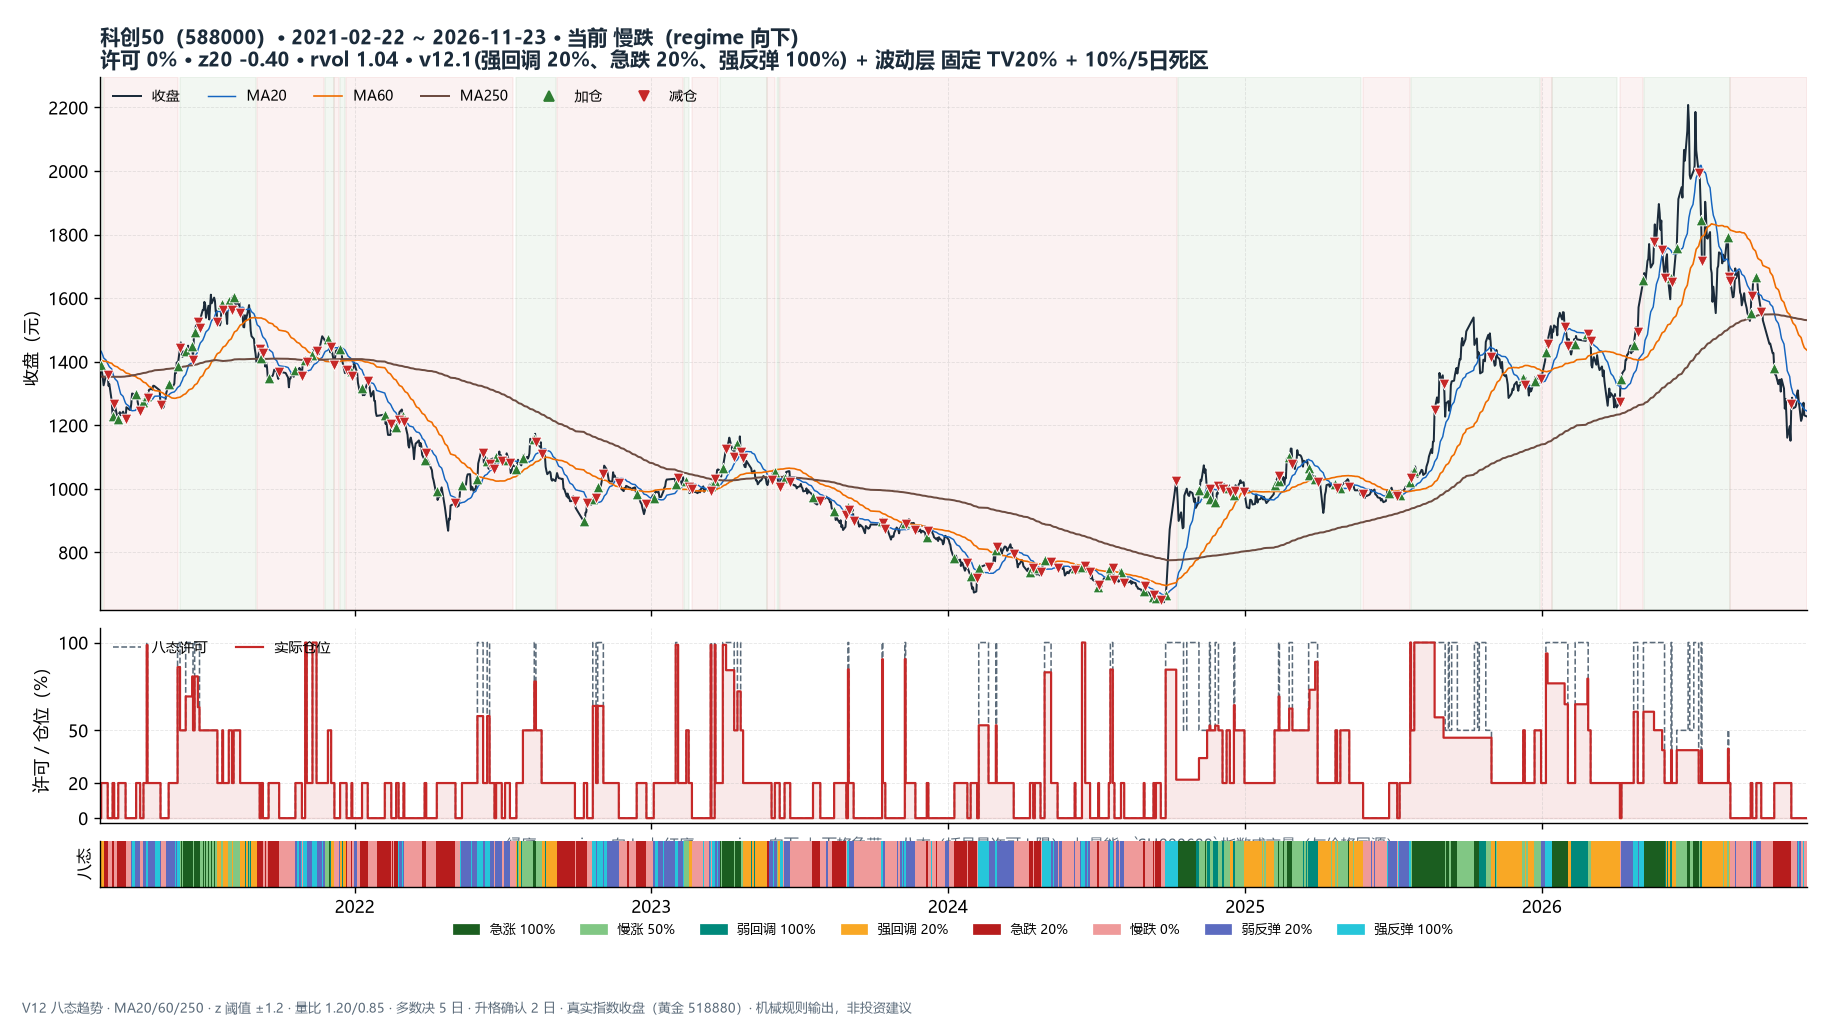 科创50（588000）• 2021-02-22 ~ 2026-11-23 • 当前 慢跌（regime 向下）
许可 0% • z20 -0.40 • rvol 1.04 • v12.1(强回调 20%、急跌 20%、强反弹 100%) + 波动层 固定 TV20% + 10%/5日死区
收盘 MA20 MA60 MA250 加仓 减仓
收盘（元）
2200
2000
1800
1600
1400
1200
1000
800
八态许可 实际仓位
许可 / 仓位（%）
100
50
20
0
八态
2022 2023 2024 2025 2026
急涨 100% 慢涨 50% 弱回调 100% 强回调 20% 急跌 20% 慢跌 0% 弱反弹 20% 强反弹 100%
V12 八态趋势 · MA20/60/250 · z 阈值 ±1.2 · 量比 1.20/0.85 · 多数决 5 日 · 升格确认 2 日 · 真实指数收盘（黄金 518880）· 机械规则输出，非投资建议